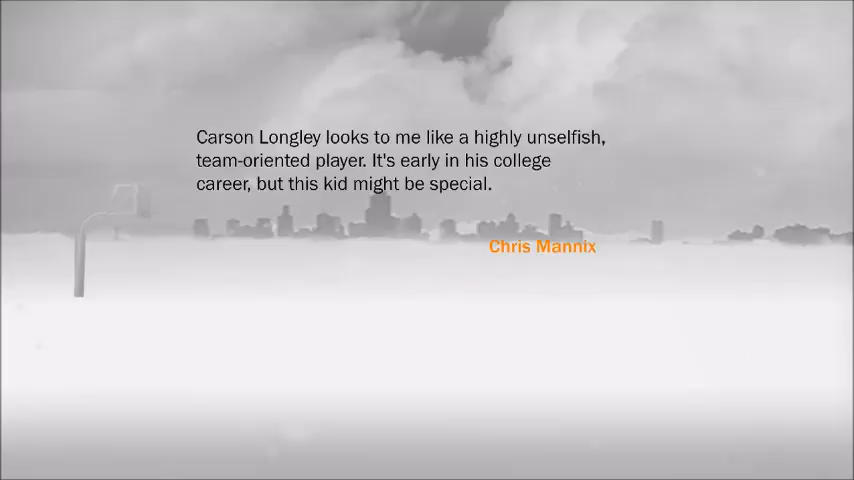 Carson Longley looks to me like a highly unselfish,
team-oriented player. It's early in his college
career, but this kid might be special.
Chris Mannix